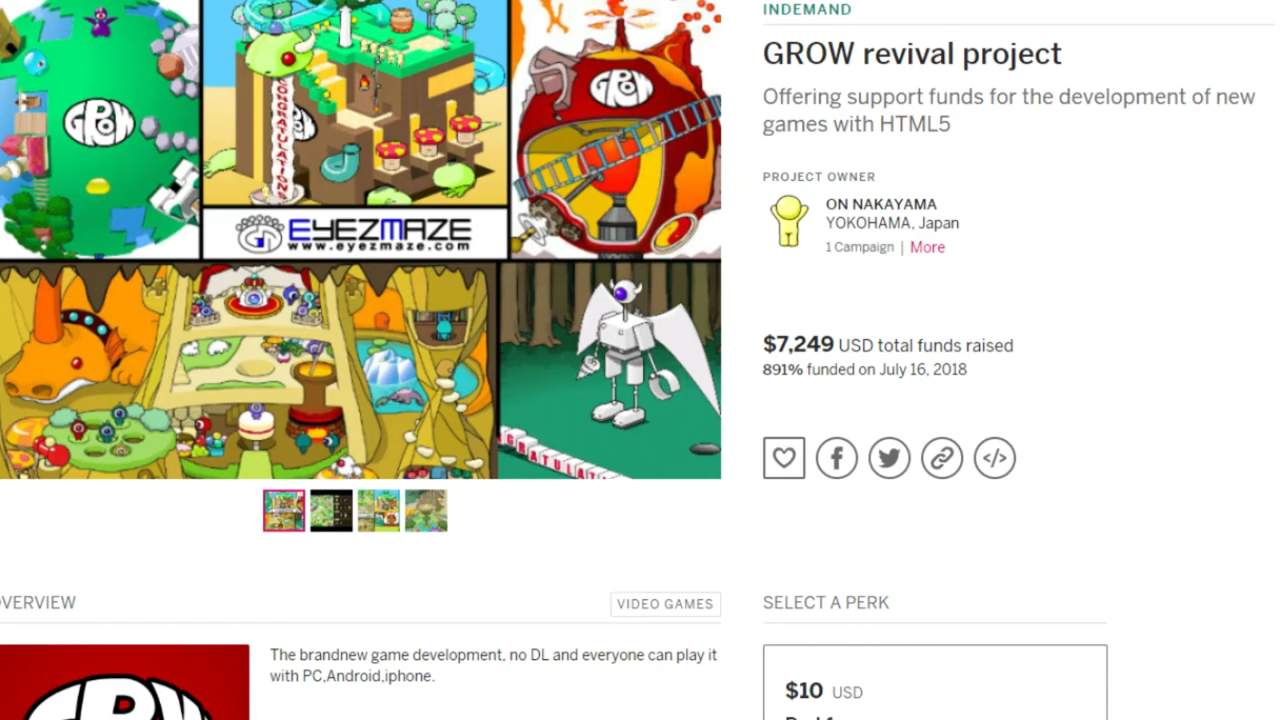 GROW
CONGRATULATIONS
GROW
EYEZMAZE
www.eyezmaze.com
INDEMAND
GROW revival project
Offering support funds for the development of new
games with HTML5
PROJECT OWNER
ON NAKAYAMA
YOKOHAMA, Japan
1 Campaign | More
$7,249 USD total funds raised
891% funded on July 16, 2018
</>
OVERVIEW
VIDEO GAMES
The brandnew game development, no DL and everyone can play it
with PC,Android,iphone.
SELECT A PERK
$10 USD